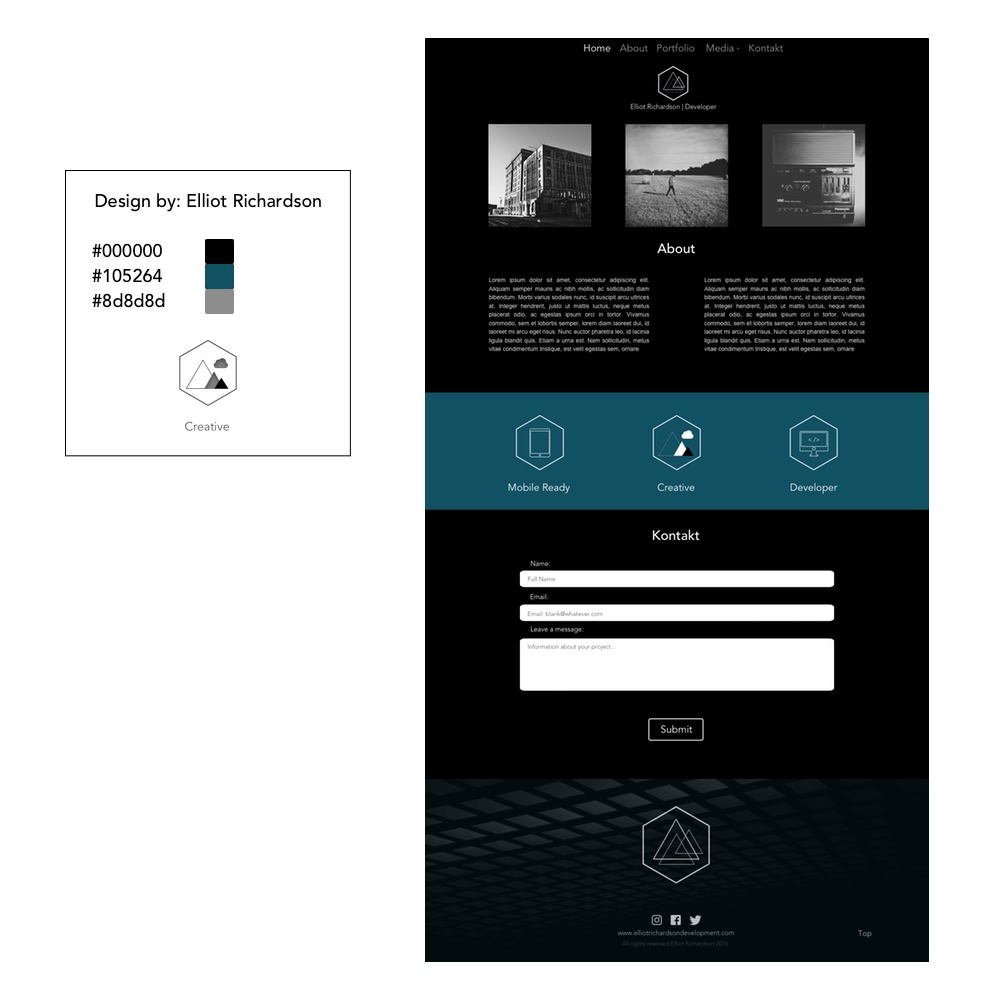 Design by: Elliot Richardson
#000000
#105264
#8d8d8d
Creative
Home About Portfolio Media - Kontakt
Elliot Richardson | Developer
About
Lorem ipsum dolor sit amet, consectetur adipiscing elit.
Aliquam semper mauris ac nibh mollis, ac sollicitudin diam
bibendum. Morbi varius sodales nunc, id suscipit arcu ultrices
at. Integer hendrerit, justo ut mattis luctus, neque metus
placerat odio, ac egestas ipsum orci in tortor. Vivamus
commodo, sem et lobortis semper, lorem diam laoreet dui, id
laoreet mi arcu eget risus. Nunc auctor pharetra leo, id lacinia
ligula blandit quis. Etiam a urna est. Nam sollicitudin, metus
vitae condimentum tristique, est velit egestas sem, ornare
Lorem ipsum dolor sit amet, consectetur adipiscing elit.
Aliquam semper mauris ac nibh mollis, ac sollicitudin diam
bibendum. Morbi varius sodales nunc, id suscipit arcu ultrices
at. Integer hendrerit, justo ut mattis luctus, neque metus
placerat odio, ac egestas ipsum orci in tortor. Vivamus
commodo, sem et lobortis semper, lorem diam laoreet dui, id
laoreet mi arcu eget risus. Nunc auctor pharetra leo, id lacinia
ligula blandit quis. Etiam a urna est. Nam sollicitudin, metus
vitae condimentum tristique, est velit egestas sem, ornare
</>
Mobile Ready Creative Developer
Kontakt
Name:
Full Name
Email:
Email: blank@whatever.com
Leave a message:
Information about your project...
Submit
www.elliotrichardsondevelopment.com
Top
All rights reserved Elliot Richardson 2016